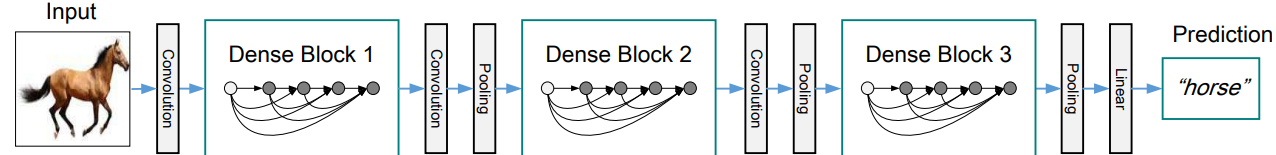 Input
Convolution
Dense Block 1
Convolution
Pooling
Dense Block 2
Convolution
Pooling
Dense Block 3
Pooling
Linear
Prediction
“horse”